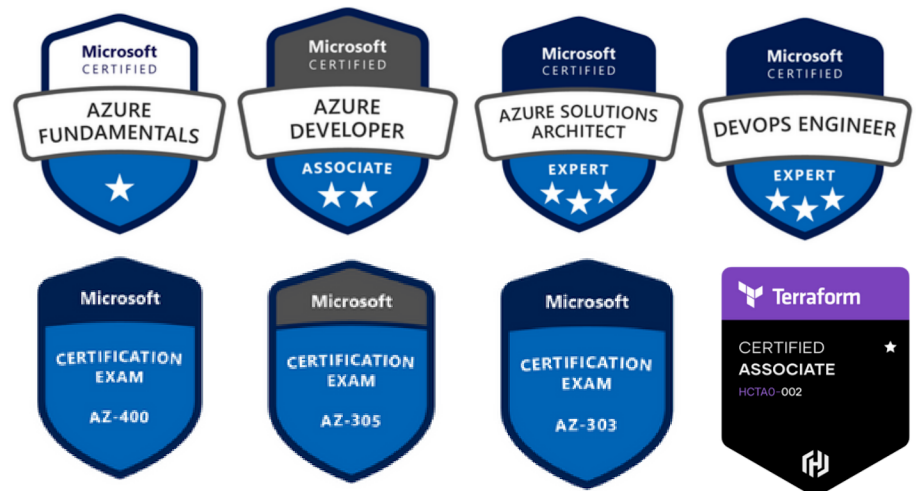 Microsoft
CERTIFIED
AZURE
FUNDAMENTALS
Microsoft
CERTIFIED
AZURE
DEVELOPER
ASSOCIATE
Microsoft
CERTIFIED
AZURE SOLUTIONS
ARCHITECT
EXPERT
Microsoft
CERTIFIED
DEVOPS ENGINEER
EXPERT
Microsoft
CERTIFICATION
EXAM
AZ-400
Microsoft
CERTIFICATION
EXAM
AZ-305
Microsoft
CERTIFICATION
EXAM
AZ-303
Terraform
CERTIFIED
ASSOCIATE
HCTA0-002